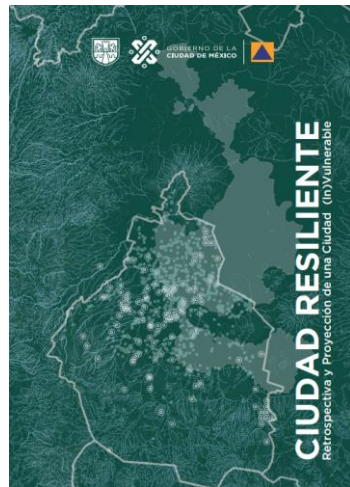 GOBIERNO DE LA
CIUDAD DE MÉXICO
CIUDAD RESILIENTE
Retrospectiva y Proyección de una Ciudad (In)Vulnerable